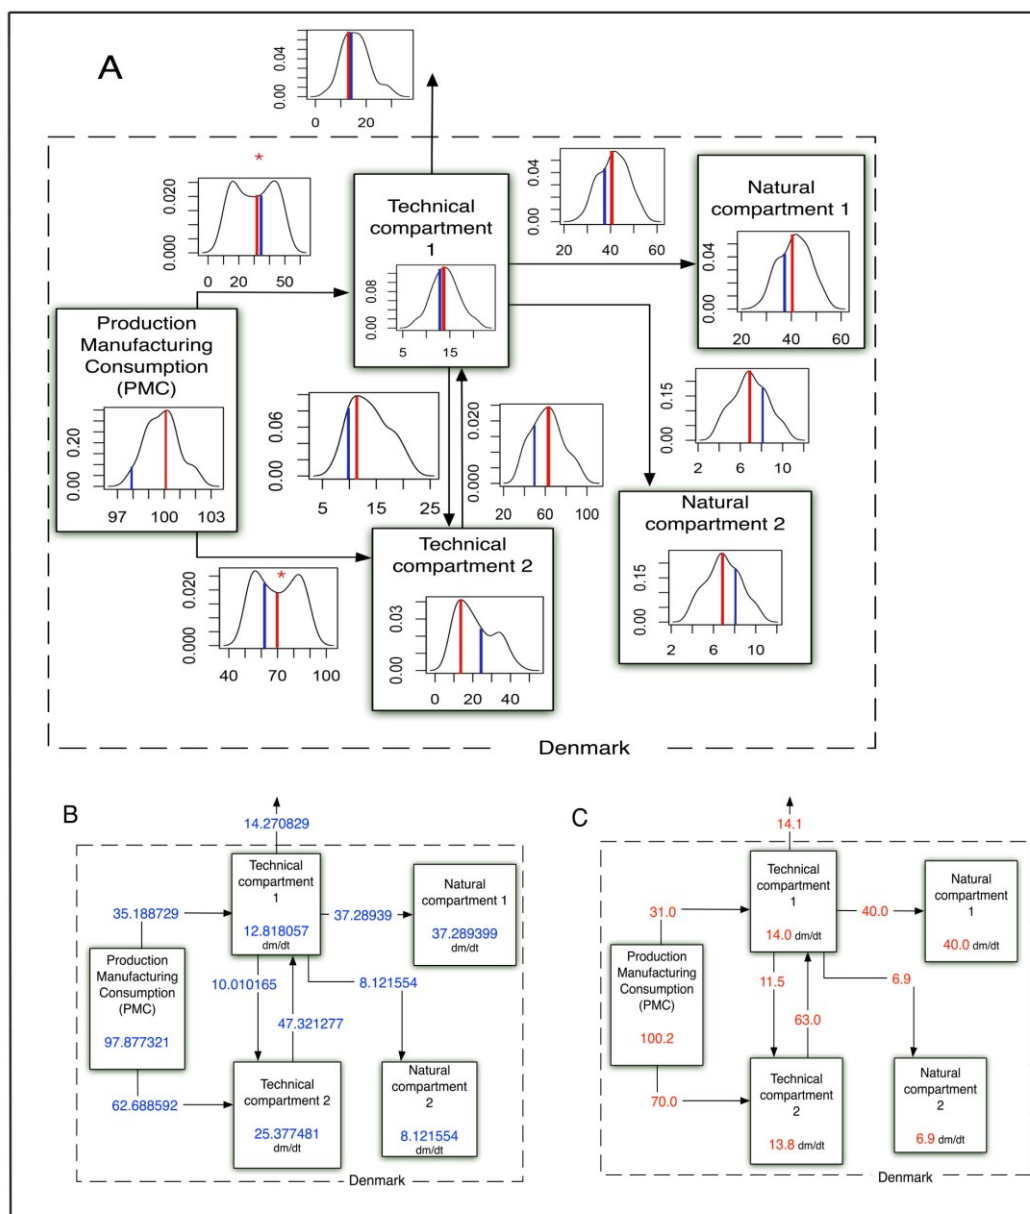 A
0.04
0.00
0
20
*
0.020
0.000
0
20
50
Technical
compartment
1
0.08
0.00
5
15
0.04
0.00
20
40
60
Natural
compartment 1
0.04
0.00
20
40
60
Production
Manufacturing
Consumption
(PMC)
0.20
0.00
97
100
103
0.06
0.00
5
15
25
0.020
0.000
20
60
100
0.15
0.00
2
6
10
*
0.020
0.000
40
70
100
Technical
compartment 2
0.03
0.00
0
20
40
Natural
compartment 2
0.15
0.00
2
6
10
Denmark
B
14.270829
Technical
compartment
1
12.818057
dm/dt
35.188729
37.28939
Natural
compartment 1
37.289399
dm/dt
Production
Manufacturing
Consumption
(PMC)
97.877321
10.010165
47.321277
8.121554
62.688592
Technical
compartment 2
25.377481
dm/dt
Natural
compartment
2
8.121554
dm/dt
Denmark
C
14.1
Technical
compartment
1
14.0 dm/dt
31.0
40.0
Natural
compartment
1
40.0 dm/dt
Production
Manufacturing
Consumption
(PMC)
100.2
11.5
63.0
6.9
70.0
Technical
compartment
2
13.8 dm/dt
Natural
compartment
2
6.9 dm/dt
Denmark